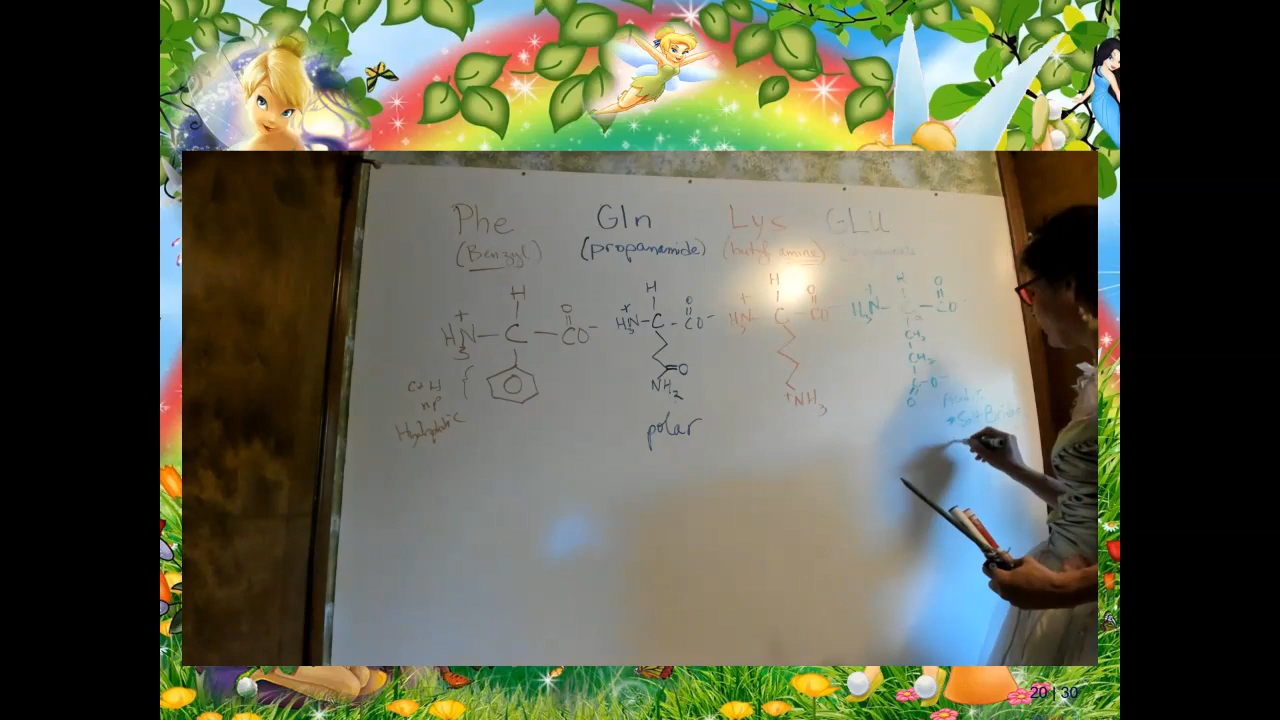 Phe Gln Lys GLU
(Benzyl) (propanamide) (butyl amine)
H H H H
H₃N⁺ — C — CO⁻ H₃N⁺ — C — CO⁻ H₃N⁺ C CO H₃N⁺ C CO⁻
O O O O
CH₂
CH₂
C O⁻
O
O
NH₂
⁺NH₃
C + H
np
Hydrophobic
polar
Salt Bridge
20 | 30